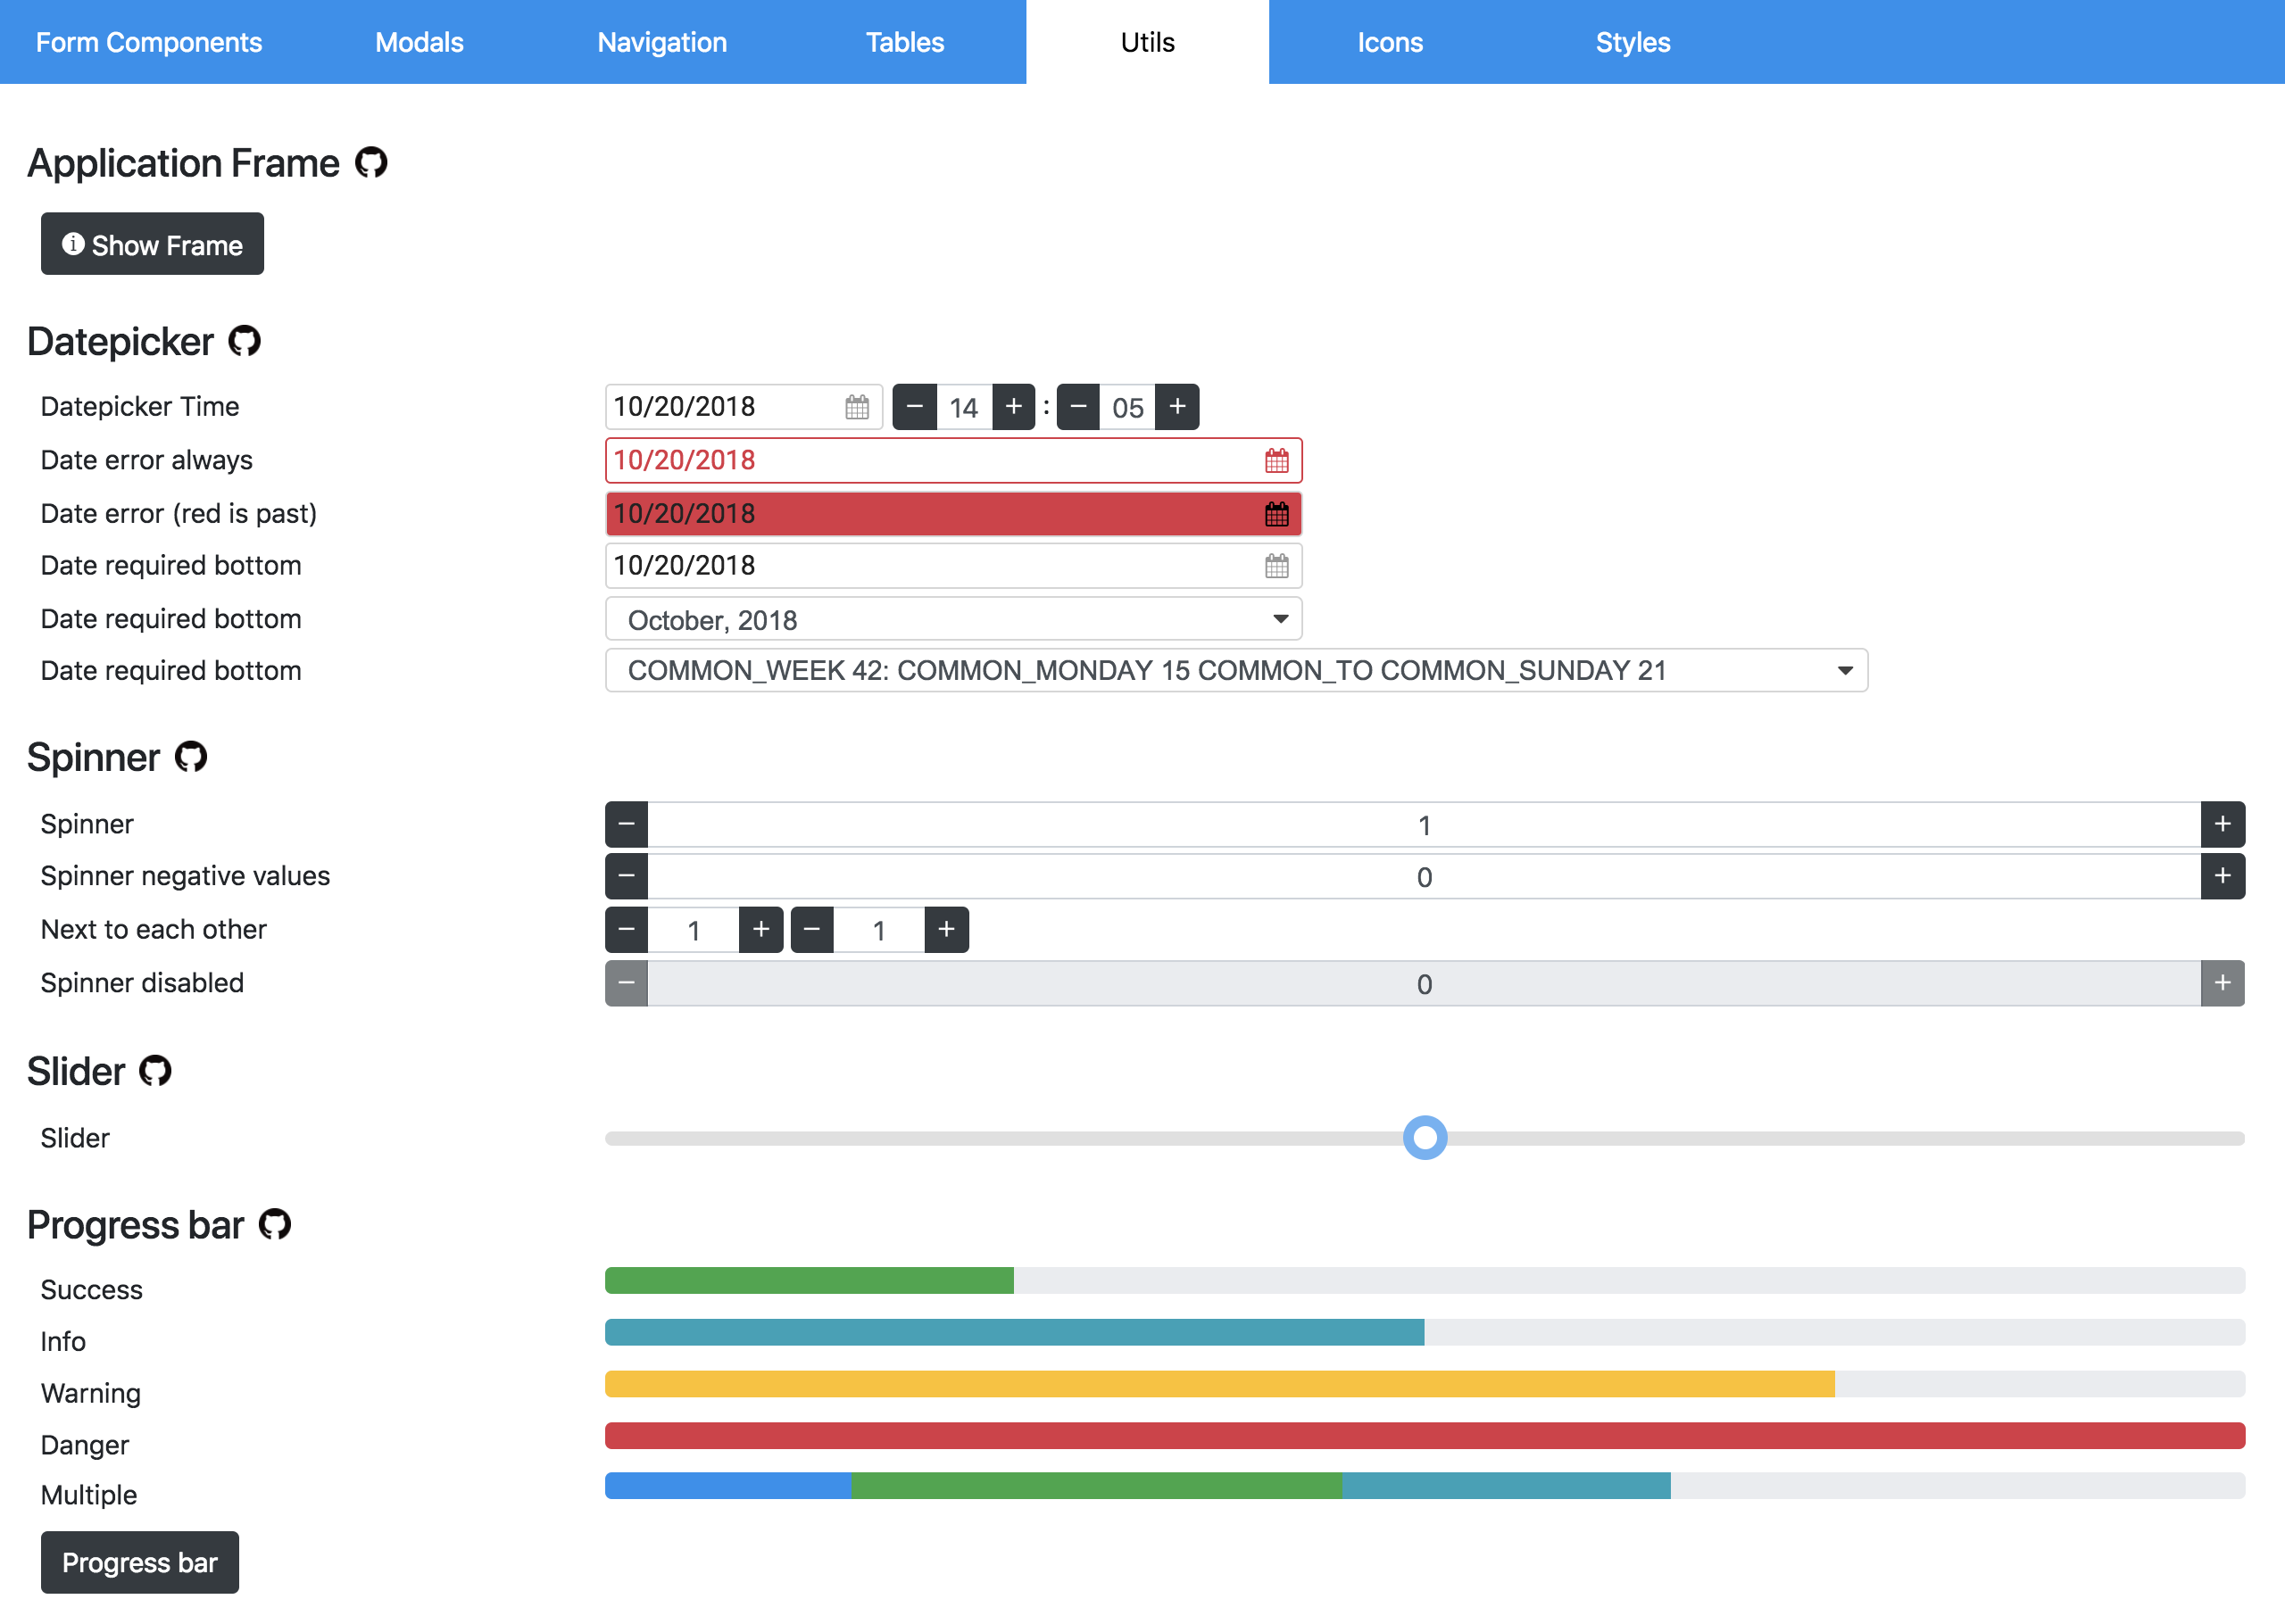 Form Components Modals Navigation Tables Utils Icons Styles
Application Frame
Show Frame
Datepicker
Datepicker Time 10/20/2018 − 14 + : − 05 +
Date error always 10/20/2018
Date error (red is past) 10/20/2018
Date required bottom 10/20/2018
Date required bottom October, 2018
Date required bottom COMMON_WEEK 42: COMMON_MONDAY 15 COMMON_TO COMMON_SUNDAY 21
Spinner
Spinner − 1 +
Spinner negative values − 0 +
Next to each other − 1 + − 1 +
Spinner disabled − 0 +
Slider
Slider
Progress bar
Success
Info
Warning
Danger
Multiple
Progress bar